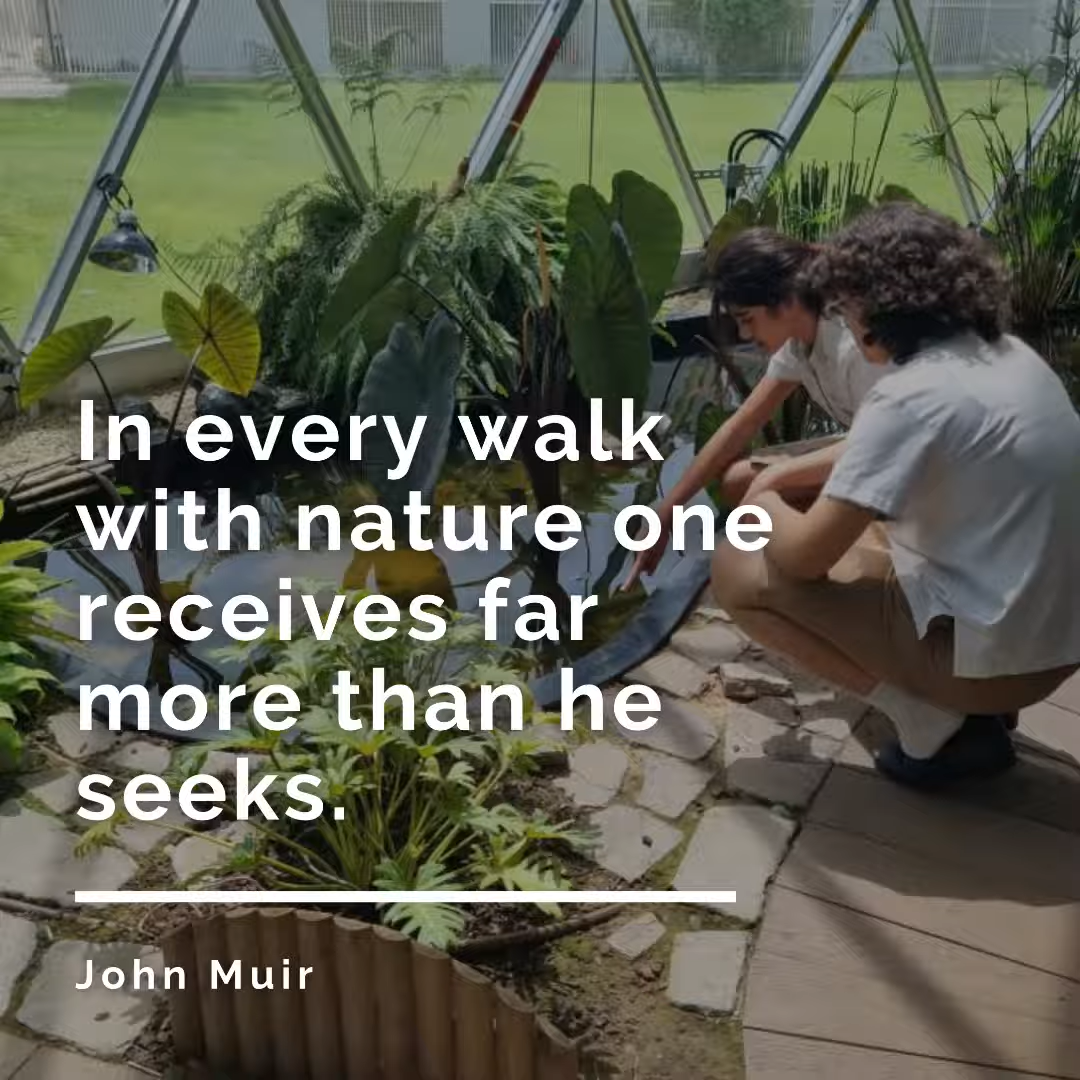 In every walk
with nature one
receives far
more than he
seeks.
John Muir